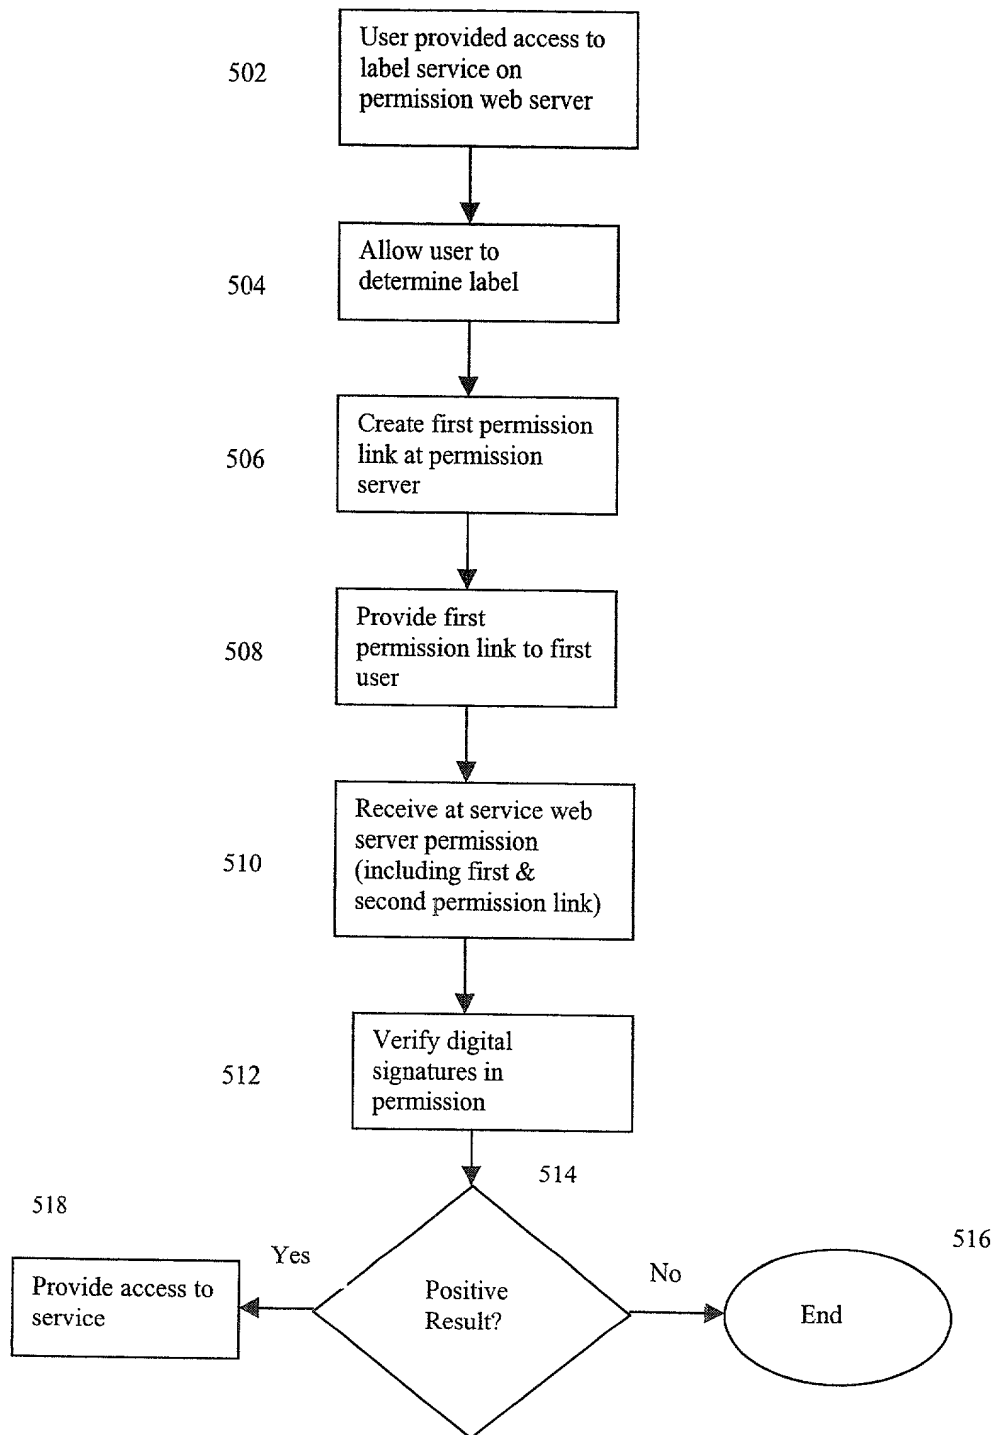 502
User provided access to
label service on
permission web server
504
Allow user to
determine label
506
Create first permission
link at permission
server
508
Provide first
permission link to first
user
510
Receive at service web
server permission
(including first &
second permission link)
512
Verify digital
signatures in
permission
514
518
516
Yes
No
Provide access to
service
Positive
Result?
End